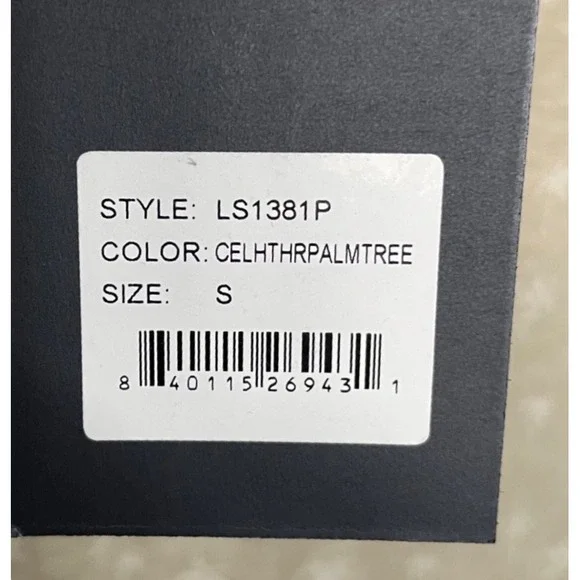 STYLE: LS1381P
COLOR: CELHTHRPALMTREE
SIZE: S
8 40115 26943 1